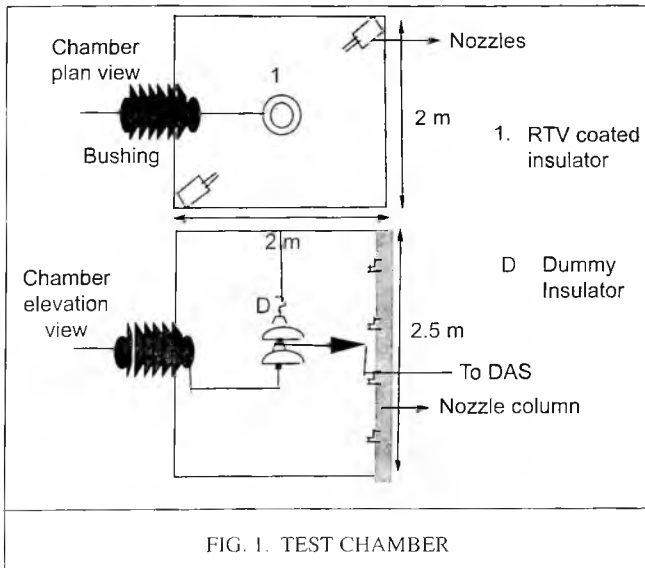 Chamber
plan view
Bushing
1
Nozzles
2 m
1. RTV coated
insulator
2 m
Chamber
elevation
view
D
D Dummy
Insulator
2.5 m
To DAS
Nozzle column
FIG. 1. TEST CHAMBER